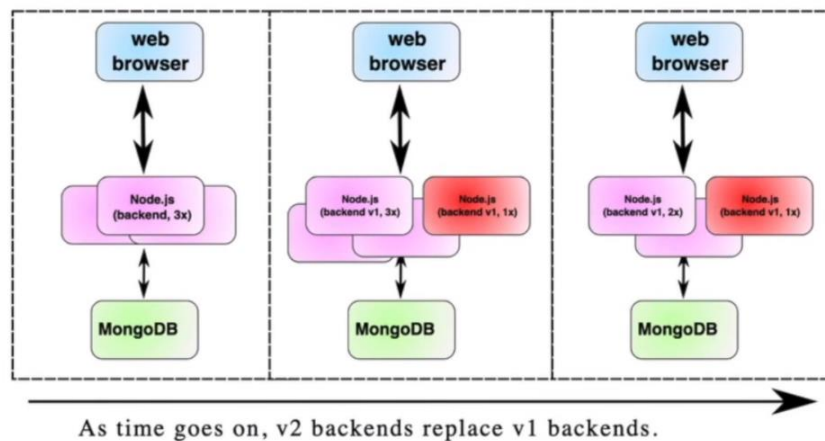 web
browser
Node.js
(backend, 3x)
MongoDB
web
browser
Node.js
(backend v1, 3x)
Node.js
(backend v1, 1x)
MongoDB
web
browser
Node.js
(backend v1, 2x)
Node.js
(backend v1, 1x)
MongoDB
As time goes on, v2 backends replace v1 backends.